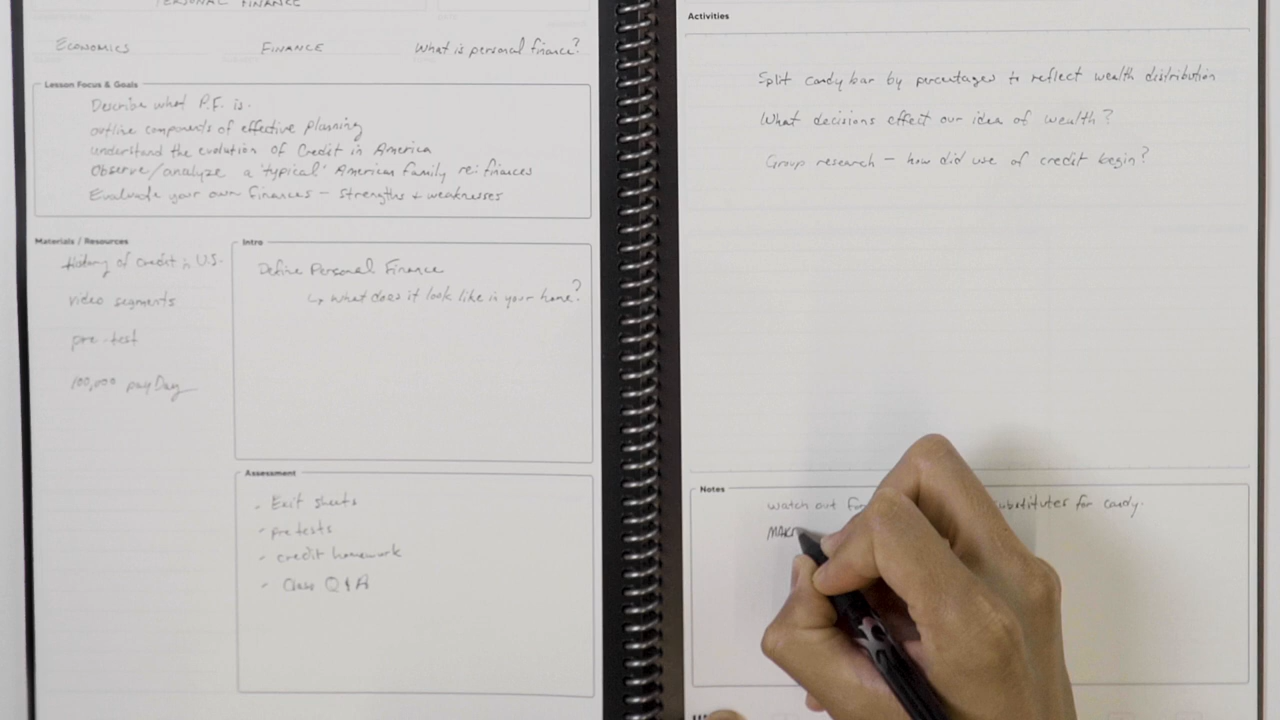 PERSONAL FINANCE
ECONOMICS FINANCE What is personal finance?
Lesson Focus & Goals
Describe what P.F. is.
outline components of effective planning
understand the evolution of Credit in America
Observe/analyze a 'typical' American family re: finances
Evaluate your own finances – strengths + weaknesses
Materials / Resources
History of Credit in U.S.
video segments
pre-test
100,000 pay Day
Intro
Define Personal Finance
↳ what does it look like in your home?
Assessment
- Exit sheets
- pretests
- credit homework
- Class Q & A
Activities
Split candy bar by percentages to reflect wealth distribution
What decisions effect our idea of wealth?
Group research – how did use of credit begin?
Notes
watch out for substitutes for candy.